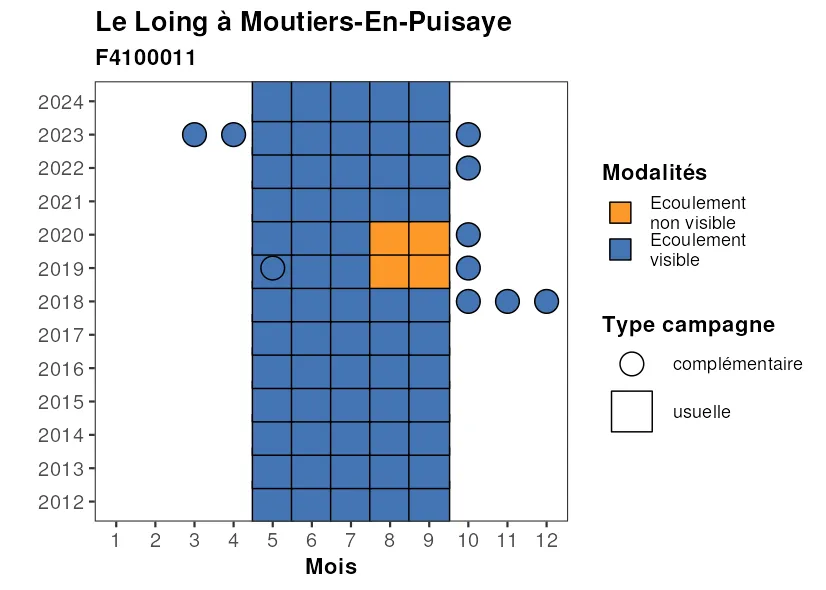 Le Loing à Moutiers-En-Puisaye
F4100011
2024
2023
2022
2021
2020
2019
2018
2017
2016
2015
2014
2013
2012
1 2 3 4 5 6 7 8 9 10 11 12
Mois
Modalités
Ecoulement
non visible
Ecoulement
visible
Type campagne
complémentaire
usuelle